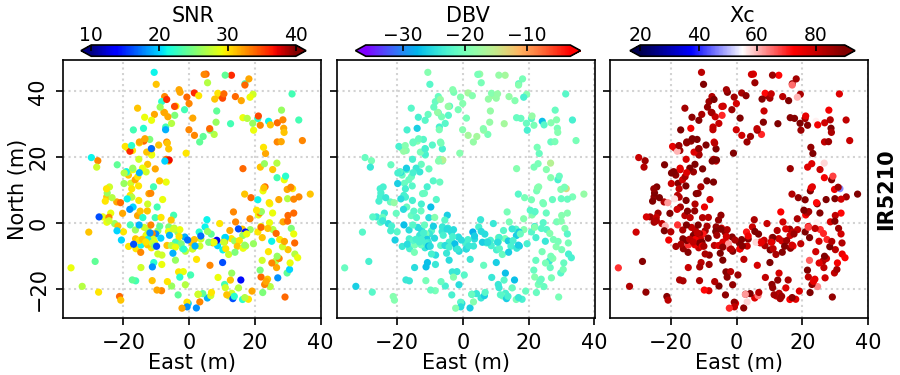 SNR DBV Xc
10 20 30 40 −30 −20 −10 20 40 60 80
40
20
0
−20
North (m)
IR5210
−20 0 20 40 −20 0 20 40 −20 0 20 40
East (m) East (m) East (m)